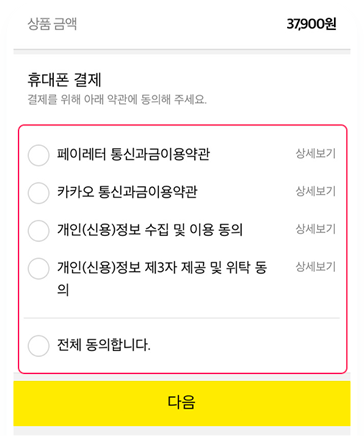 상품 금액
37,900원
휴대폰 결제
결제를 위해 아래 약관에 동의해 주세요.
페이레터 통신과금이용약관 상세보기
카카오 통신과금이용약관 상세보기
개인(신용)정보 수집 및 이용 동의 상세보기
개인(신용)정보 제3자 제공 및 위탁 동 상세보기
의
전체 동의합니다.
다음